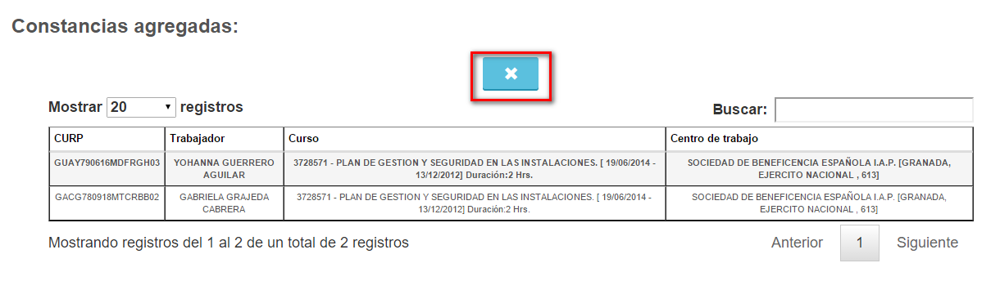 Constancias agregadas:
Mostrar 20 registros
Buscar:
CURP Trabajador Curso Centro de trabajo
GUAY790616MDFRGH03 YOHANNA GUERRERO 3728571 - PLAN DE GESTION Y SEGURIDAD EN LAS INSTALACIONES. [ 19/06/2014 - SOCIEDAD DE BENEFICENCIA ESPAÑOLA I.A.P. [GRANADA,
AGUILAR 13/12/2012] Duración:2 Hrs. EJERCITO NACIONAL , 613]
GACG780918MTCRBB02 GABRIELA GRAJEDA 3728571 - PLAN DE GESTION Y SEGURIDAD EN LAS INSTALACIONES. [ 19/06/2014 - SOCIEDAD DE BENEFICENCIA ESPAÑOLA I.A.P. [GRANADA,
CABRERA 13/12/2012] Duración:2 Hrs. EJERCITO NACIONAL , 613]
Mostrando registros del 1 al 2 de un total de 2 registros
Anterior 1 Siguiente